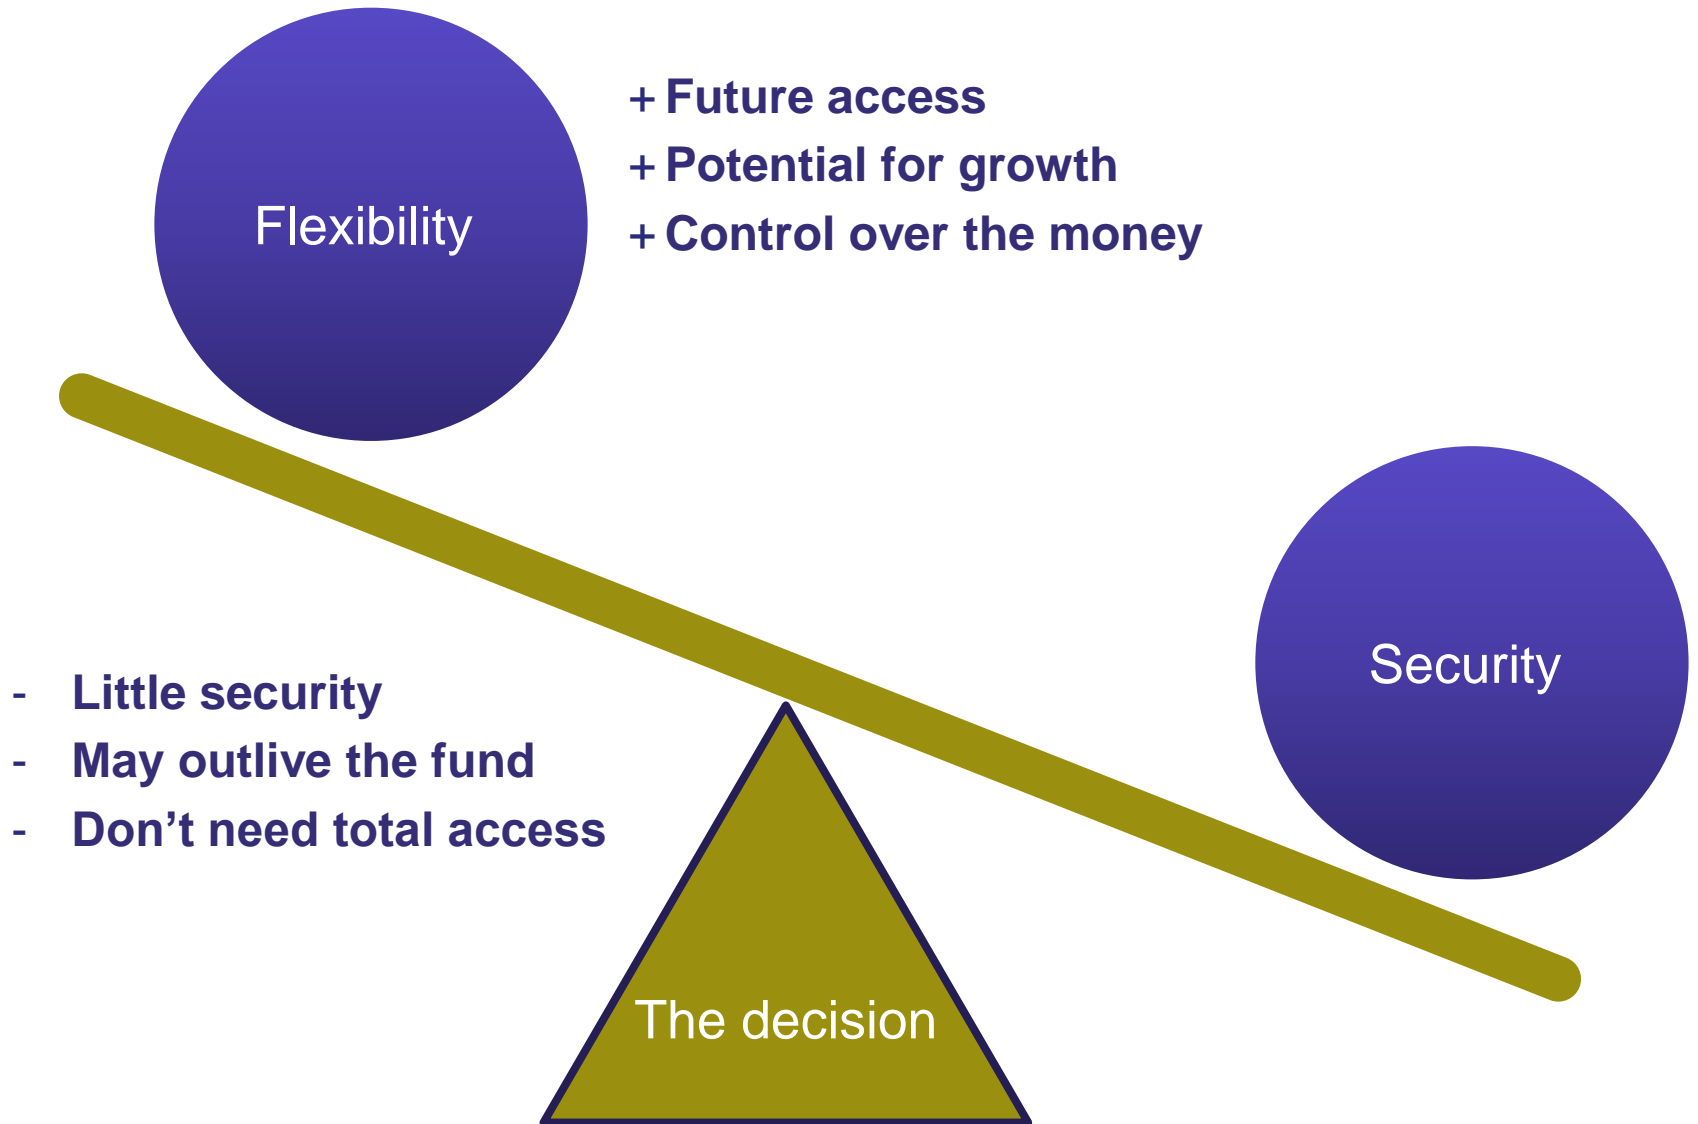 Flexibility
+ Future access
+ Potential for growth
+ Control over the money
Security
- Little security
- May outlive the fund
- Don’t need total access
The decision